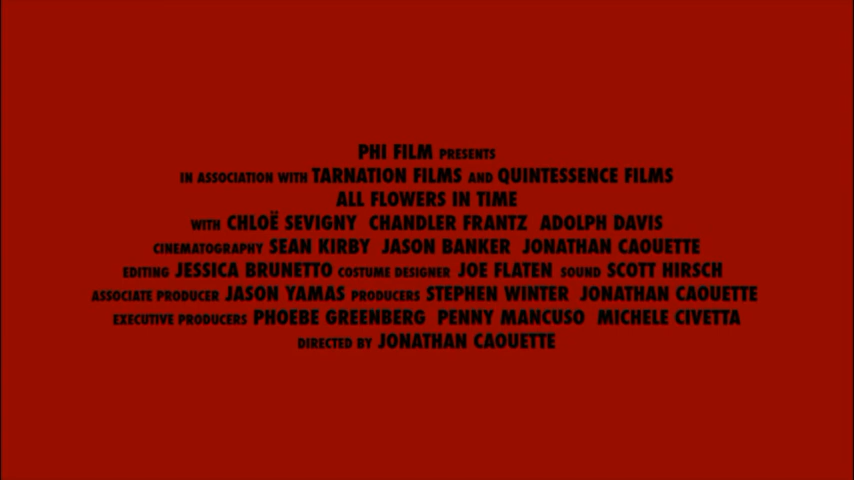 PHI FILM PRESENTS
IN ASSOCIATION WITH TARNATION FILMS AND QUINTESSENCE FILMS
ALL FLOWERS IN TIME
WITH CHLOË SEVIGNY CHANDLER FRANTZ ADOLPH DAVIS
CINEMATOGRAPHY SEAN KIRBY JASON BANKER JONATHAN CAOUETTE
EDITING JESSICA BRUNETTO COSTUME DESIGNER JOE FLATEN SOUND SCOTT HIRSCH
ASSOCIATE PRODUCER JASON YAMAS PRODUCERS STEPHEN WINTER JONATHAN CAOUETTE
EXECUTIVE PRODUCERS PHOEBE GREENBERG PENNY MANCUSO MICHELE CIVETTA
DIRECTED BY JONATHAN CAOUETTE